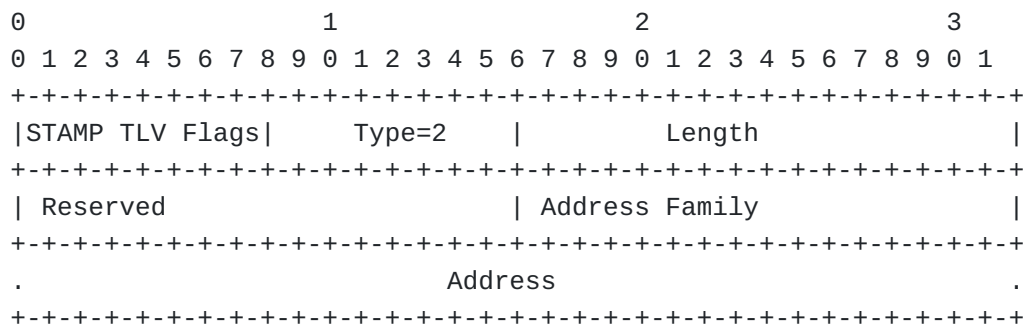 0                   1                   2                   3
0 1 2 3 4 5 6 7 8 9 0 1 2 3 4 5 6 7 8 9 0 1 2 3 4 5 6 7 8 9 0 1
+-+-+-+-+-+-+-+-+-+-+-+-+-+-+-+-+-+-+-+-+-+-+-+-+-+-+-+-+-+-+-+-+
|STAMP TLV Flags|     Type=2    |         Length                |
+-+-+-+-+-+-+-+-+-+-+-+-+-+-+-+-+-+-+-+-+-+-+-+-+-+-+-+-+-+-+-+-+
| Reserved                      | Address Family                |
+-+-+-+-+-+-+-+-+-+-+-+-+-+-+-+-+-+-+-+-+-+-+-+-+-+-+-+-+-+-+-+-+
.                           Address                             .
+-+-+-+-+-+-+-+-+-+-+-+-+-+-+-+-+-+-+-+-+-+-+-+-+-+-+-+-+-+-+-+-+